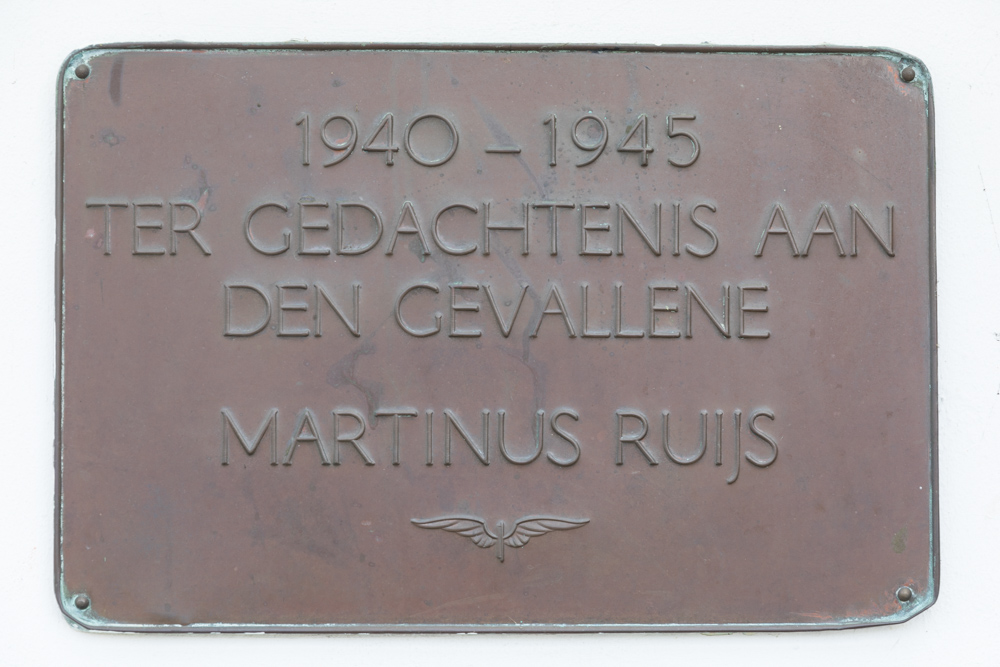 1940 – 1945
TER GEDACHTENIS AAN
DEN GEVALLENE
MARTINUS RUIJS